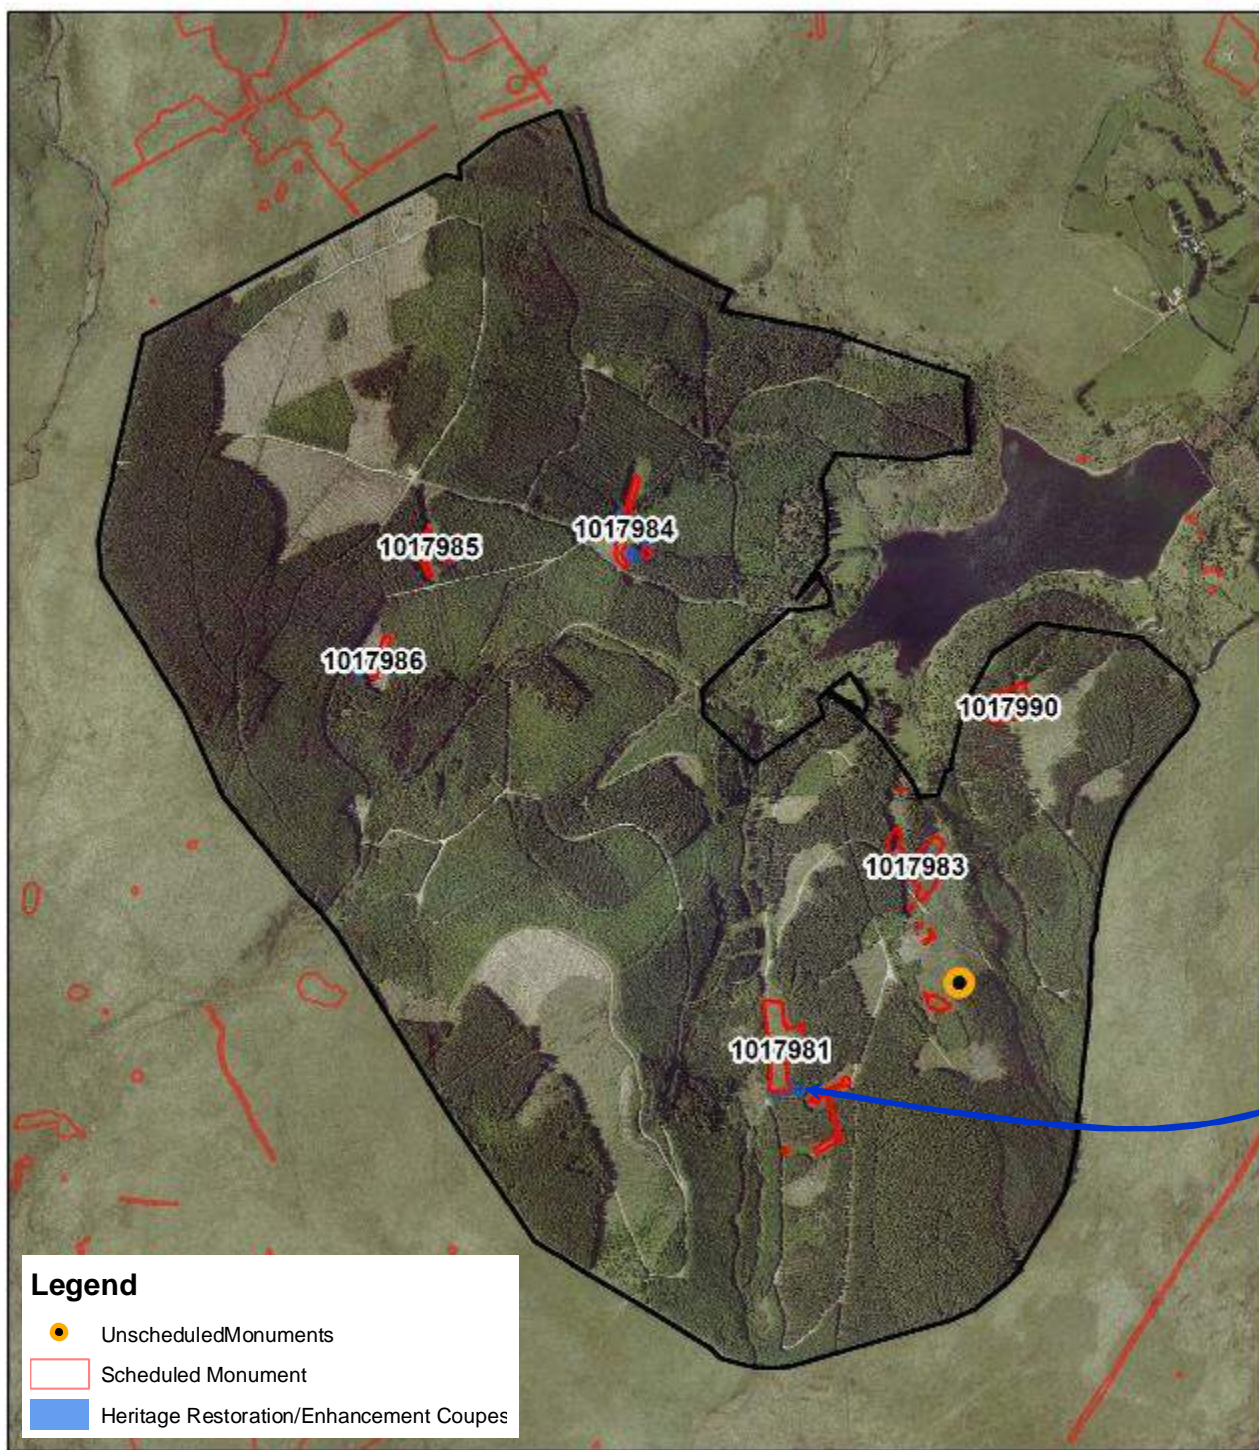 1017984
1017985
1017986
1017990
1017983
1017981
Legend
UnscheduledMonuments
Scheduled Monument
Heritage Restoration/Enhancement Coupes